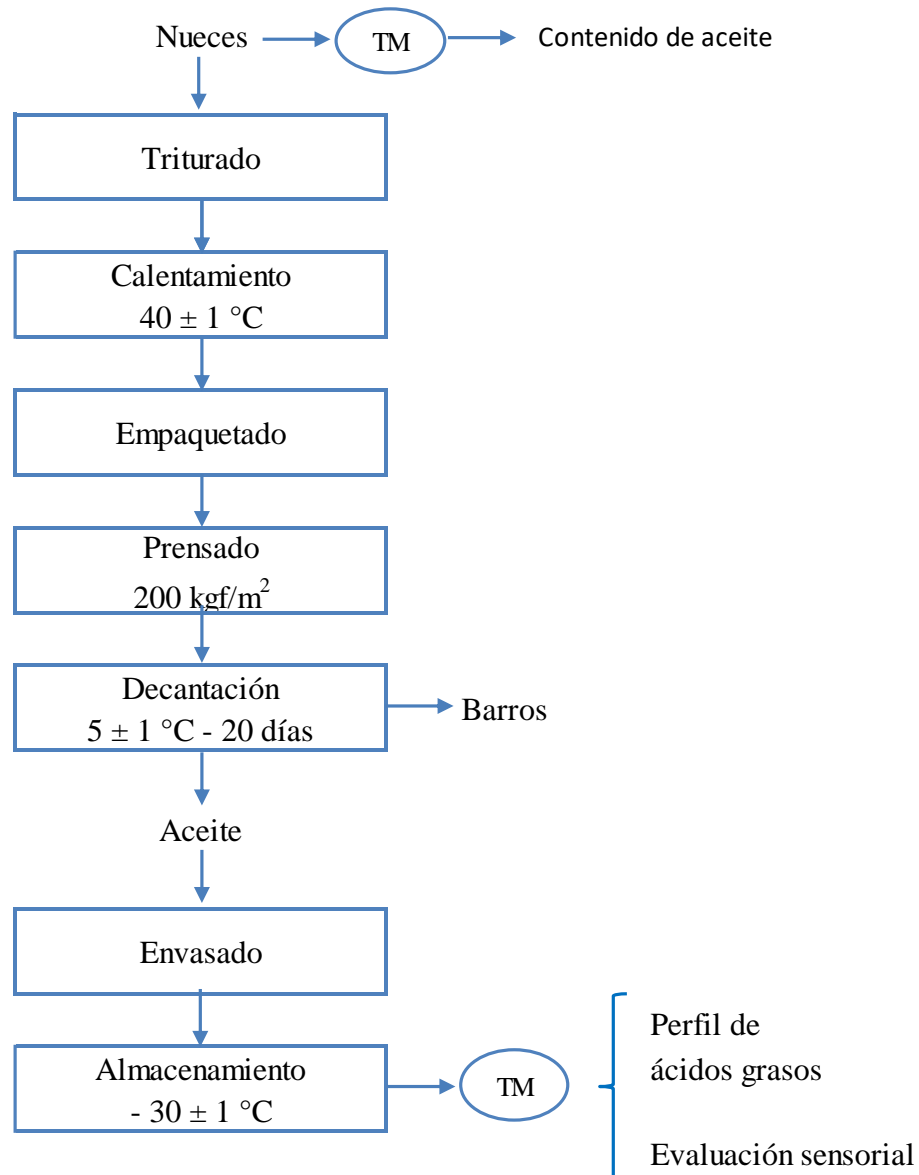 Nueces
TM
Contenido de aceite
Triturado
Calentamiento
40 ± 1 °C
Empaquetado
Prensado
200 kgf/m²
Decantación
5 ± 1 °C - 20 días
Barros
Aceite
Envasado
Almacenamiento
- 30 ± 1 °C
TM
Perfil de
ácidos grasos
Evaluación sensorial